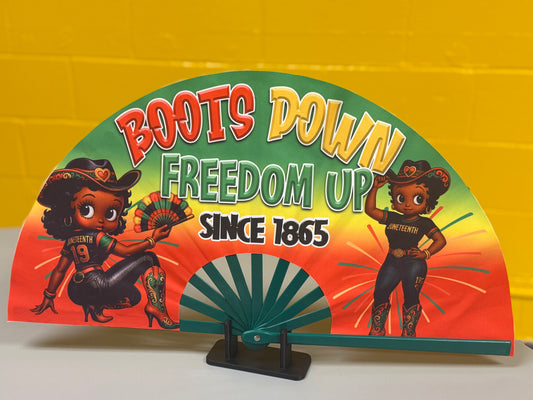 BOOTS DOWN
FREEDOM UP
SINCE 1865
JUNETEENTH
19
JUNETEENTH